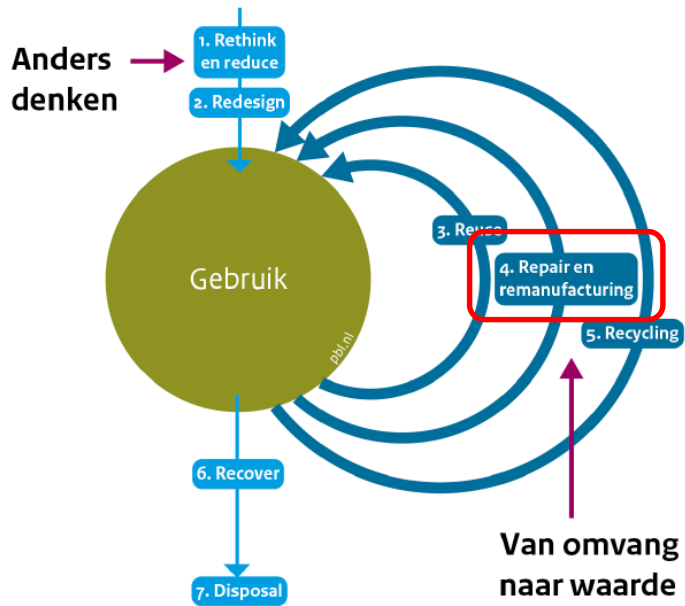 Anders
denken
1. Rethink
en reduce
2. Redesign
Gebruik
pbl.nl
3. Reuse
4. Repair en
remanufacturing
5. Recycling
6. Recover
7. Disposal
Van omvang
naar waarde